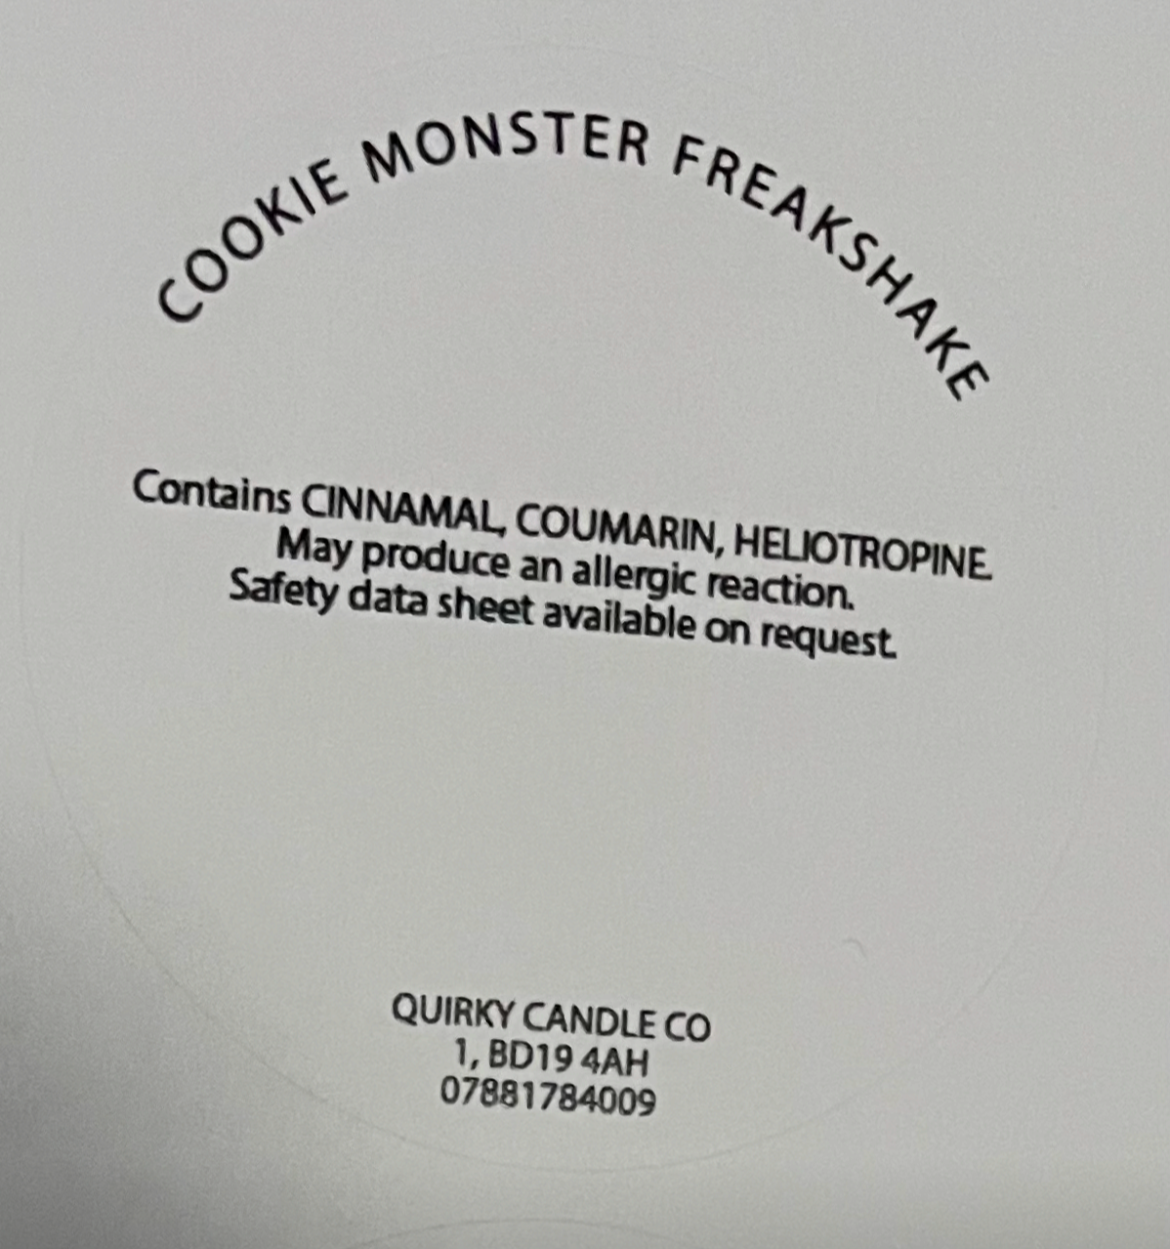 COOKIE MONSTER FREAKSHAKE
Contains CINNAMAL, COUMARIN, HELIOTROPINE.
May produce an allergic reaction.
Safety data sheet available on request.
QUIRKY CANDLE CO
1, BD19 4AH
07881784009